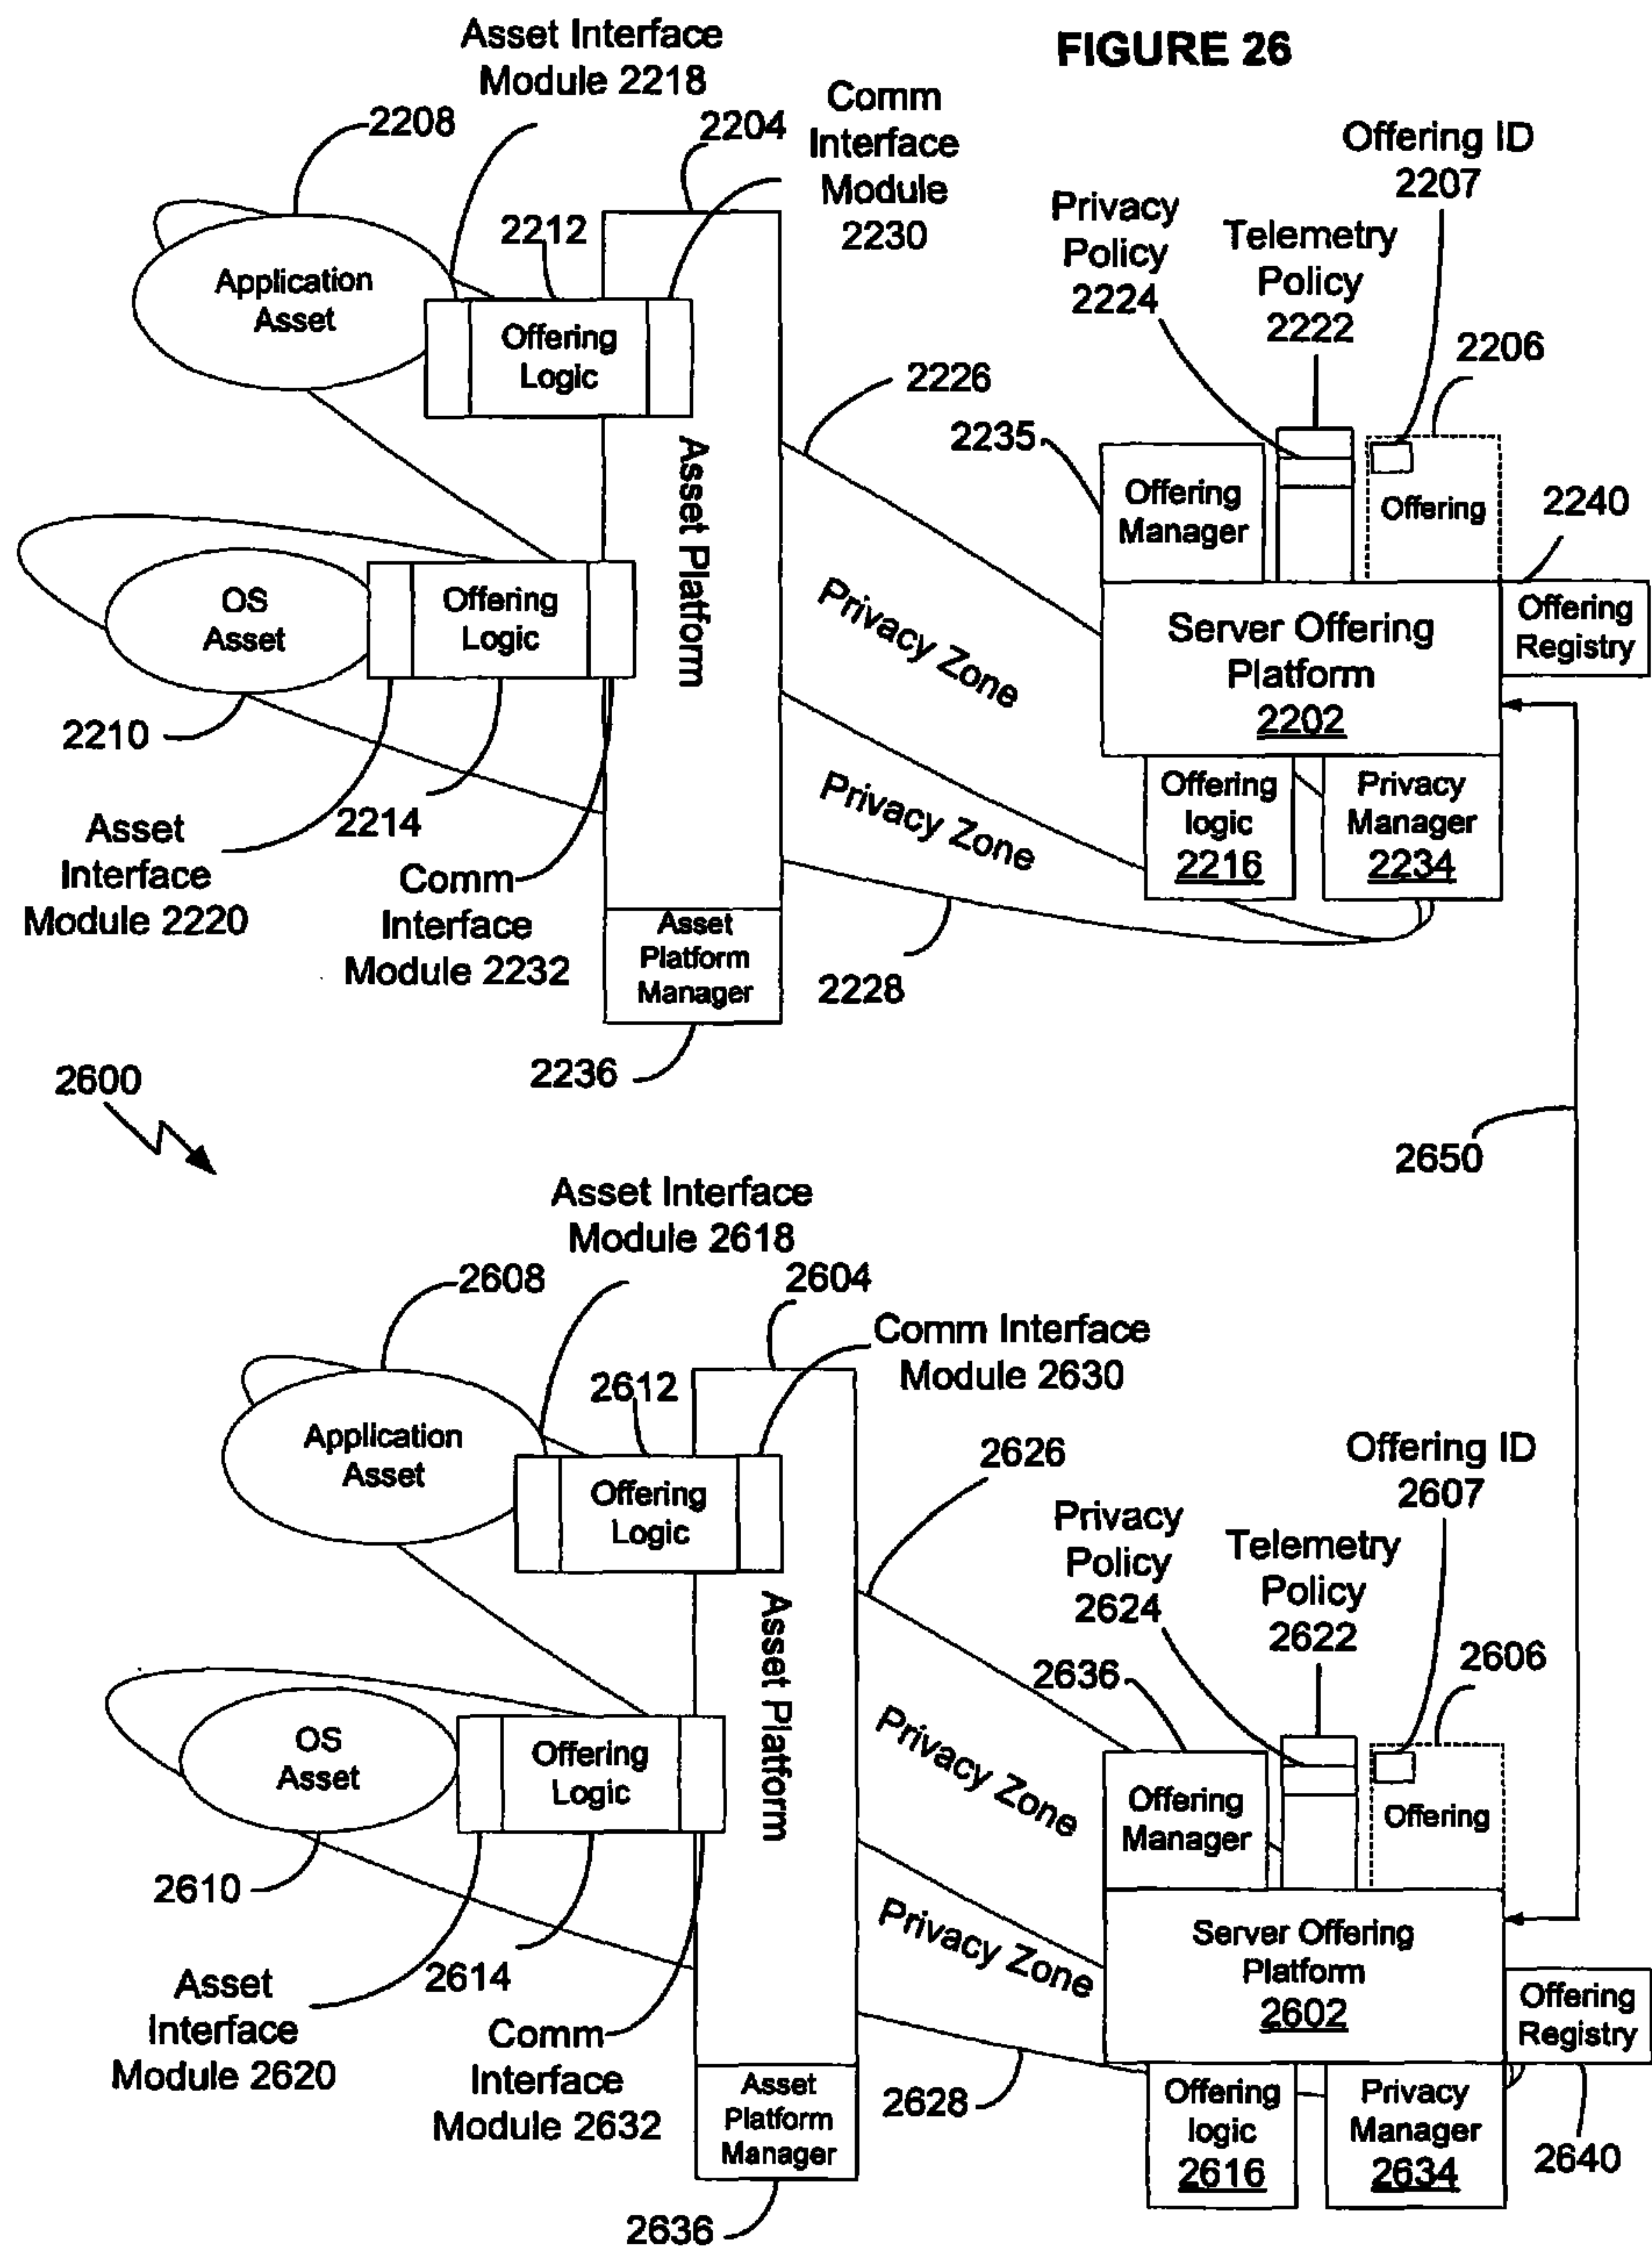 FIGURE 26
Asset Interface
Module 2218
2208
2204
Comm
Interface
Module
2230
Offering ID
2207
Privacy
Policy
2224
Telemetry
Policy
2222
2212
Application
Asset
Offering
Logic
2206
2226
2235
Asset Platform
Offering
Manager
Offering
2240
OS
Asset
Offering
Logic
Privacy Zone
Server Offering
Platform
2202
Offering
Registry
2210
Privacy Zone
Offering
logic
2216
Privacy
Manager
2234
2214
Asset
Interface
Module 2220
Comm
Interface
Module 2232
Asset
Platform
Manager
2228
2236
2600
2650
Asset Interface
Module 2618
2608
2604
Comm Interface
Module 2630
2612
Application
Asset
Offering
Logic
2626
Offering ID
2607
Privacy
Policy
2624
Telemetry
Policy
2622
Asset Platform
2636
2606
Privacy Zone
OS
Asset
Offering
Logic
Offering
Manager
Offering
2610
Privacy Zone
Server Offering
Platform
2602
2614
Asset
Interface
Module 2620
Comm
Interface
Module 2632
Offering
Registry
Asset
Platform
Manager
2628
Offering
logic
2616
Privacy
Manager
2634
2640
2636